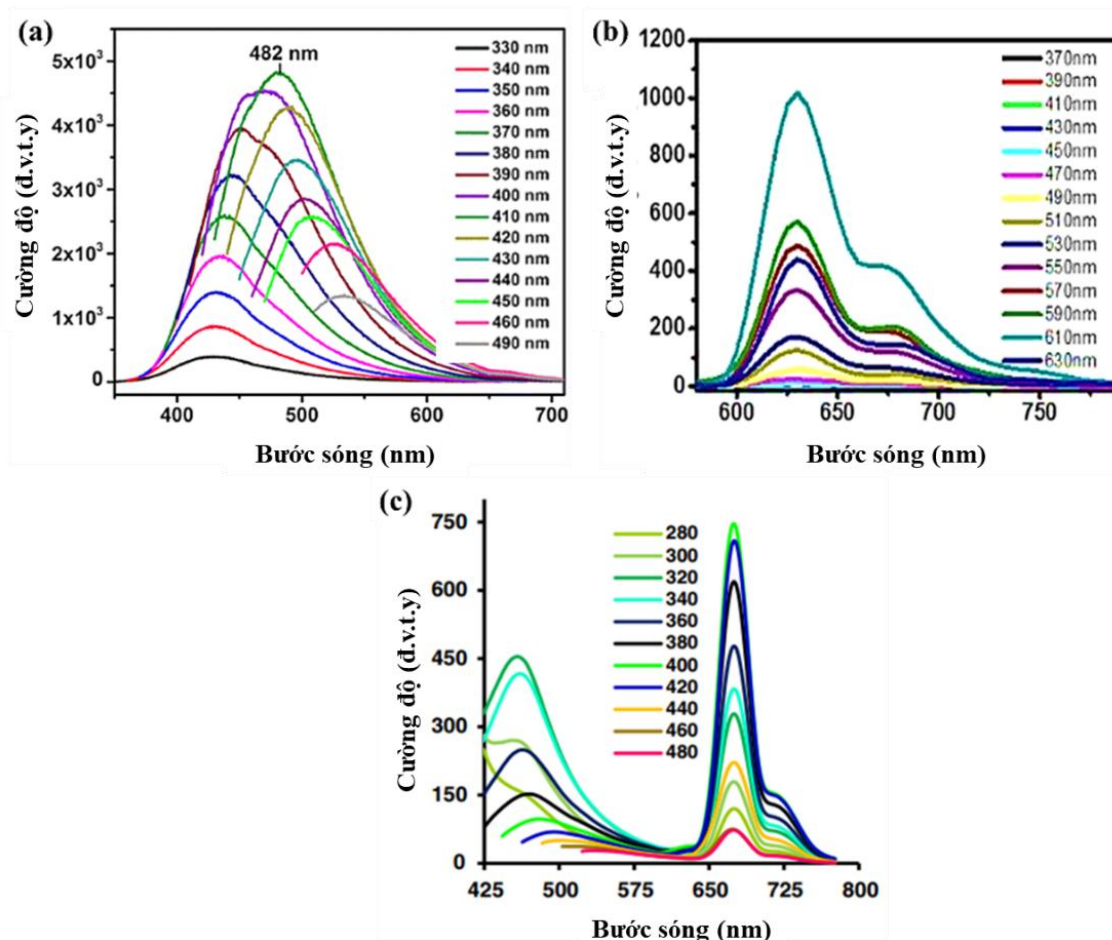 (a)
482 nm
5x10³
4x10³
3x10³
2x10³
1x10³
0
Cường độ (đ.v.t.y)
400
500
600
700
Bước sóng (nm)
330 nm
340 nm
350 nm
360 nm
370 nm
380 nm
390 nm
400 nm
410 nm
420 nm
430 nm
440 nm
450 nm
460 nm
490 nm
(b)
1200
1000
800
600
400
200
0
Cường độ (đ.v.t.y)
600
650
700
750
Bước sóng (nm)
370nm
390nm
410nm
430nm
450nm
470nm
490nm
510nm
530nm
550nm
570nm
590nm
610nm
630nm
(c)
750
600
450
300
150
0
Cường độ (đ.v.t.y)
425
500
575
650
725
800
Bước sóng (nm)
280
300
320
340
360
380
400
420
440
460
480